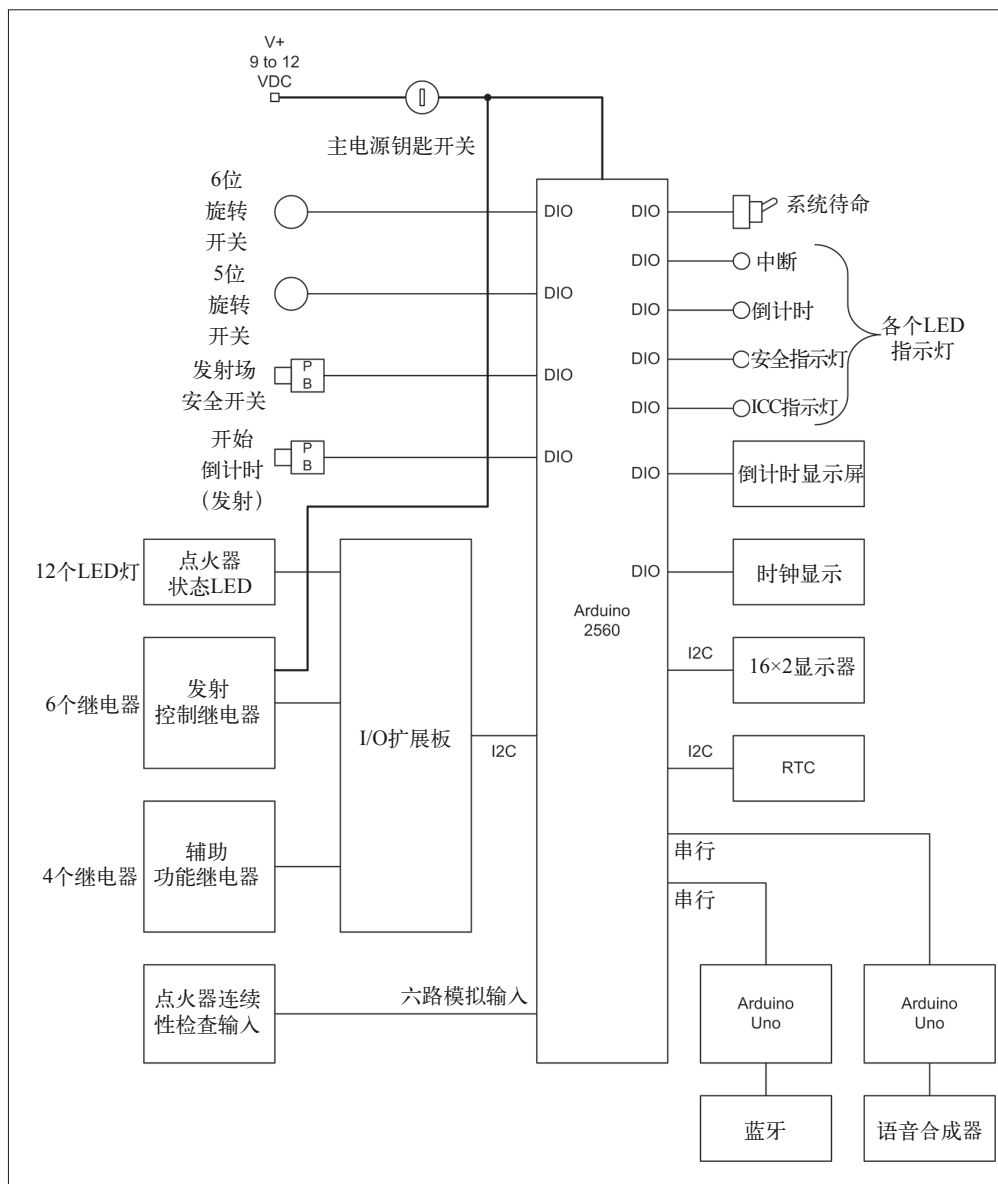 V+
9 to 12
VDC
主电源钥匙开关
6位
旋转
开关
DIO
5位
旋转
开关
DIO
发射场
安全开关
P
B
DIO
开始
倒计时
（发射）
P
B
DIO
12个LED灯
点火器
状态LED
6个继电器
发射
控制继电器
4个继电器
辅助
功能继电器
I/O扩展板
I2C
点火器连续
性检查输入
六路模拟输入
Arduino
2560
DIO
系统待命
DIO
中断
DIO
倒计时
DIO
安全指示灯
DIO
ICC指示灯
各个LED
指示灯
DIO
倒计时显示屏
DIO
时钟显示
I2C
16×2显示器
I2C
RTC
串行
串行
Arduino
Uno
Arduino
Uno
蓝牙
语音合成器